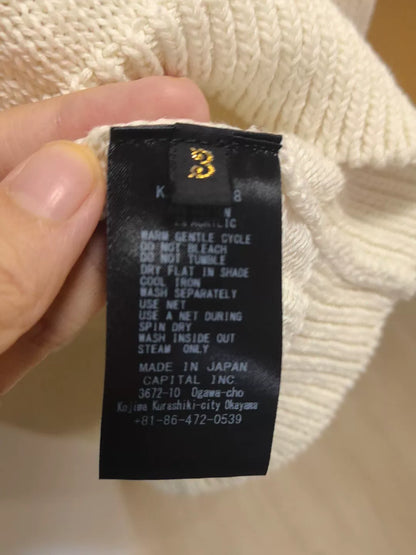 3
K 8
N
ACRILIC
WARM GENTLE CYCLE
DO NOT BLEACH
DO NOT TUMBLE
DRY FLAT IN SHADE
COOL IRON
WASH SEPARATELY
USE NET
USE A NET DURING
SPIN DRY
WASH INSIDE OUT
STEAM ONLY
MADE IN JAPAN
CAPITAL INC.
3672-10 Ogawa-cho
Kojima Kurashiki-city Okayama
+81-86-472-0539